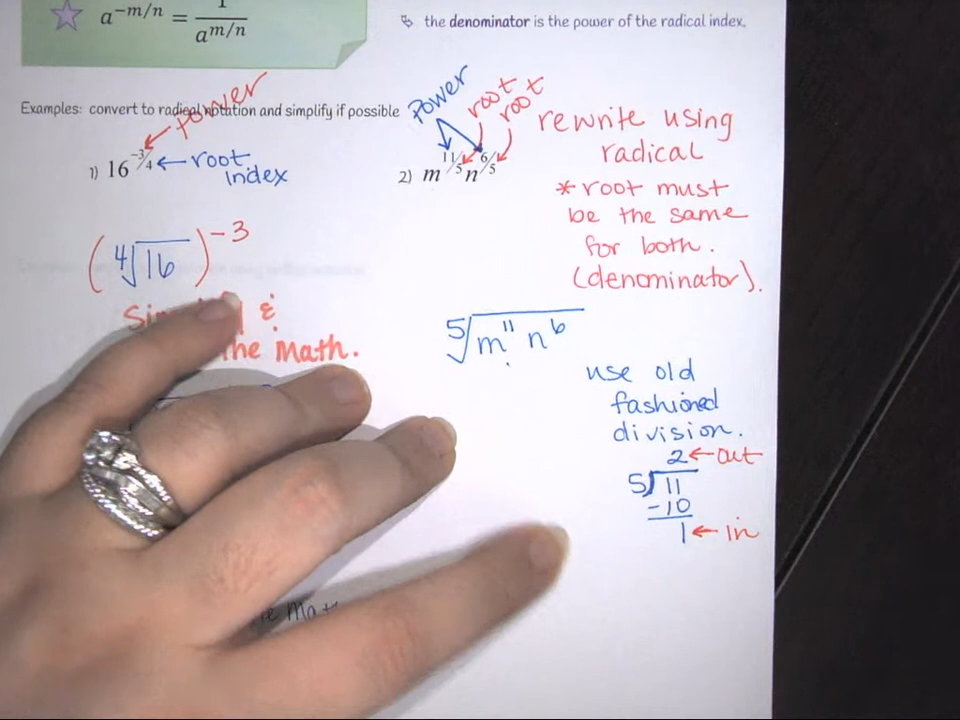 a^{-m/n} = 1/a^{m/n}
the denominator is the power of the radical index.
Examples: convert to radical notation and simplify if possible
power
1) 16^{-3/4} ← root
index
(⁴√16)^{-3}
the Math.
power root root
2) m^{11/5} n^{6/5}
rewrite using
radical
* root must
be the same
for both.
(denominator).
⁵√m¹¹ n⁶
use old
fashioned
division.
2 ← out
5)11
-10
1 ← in